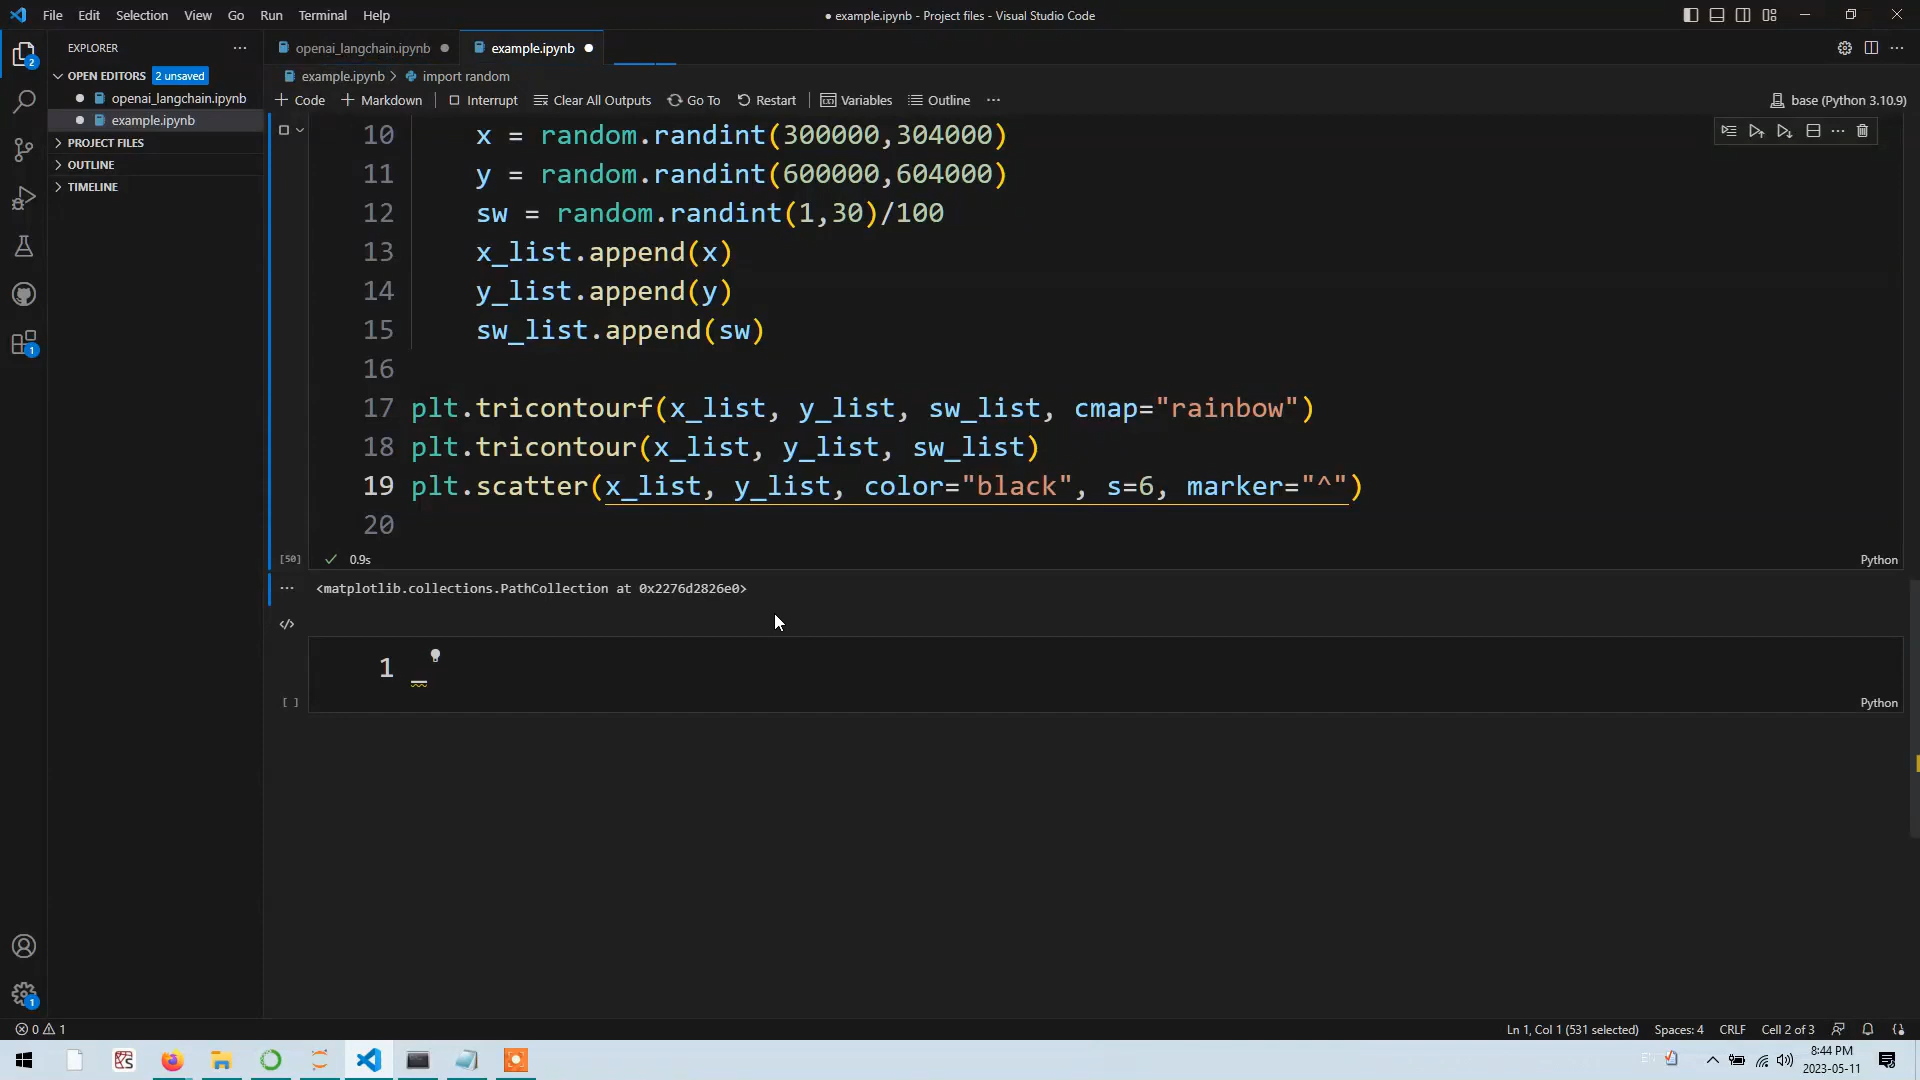 File Edit Selection View Go Run Terminal Help
● example.ipynb - Project files - Visual Studio Code
EXPLORER
OPEN EDITORS 2 unsaved
openai_langchain.ipynb
example.ipynb
PROJECT FILES
OUTLINE
TIMELINE
2
1
1
openai_langchain.ipynb
example.ipynb
example.ipynb > import random
+ Code + Markdown Interrupt Clear All Outputs Go To Restart Variables Outline ···
base (Python 3.10.9)
10 x = random.randint(300000,304000)
11 y = random.randint(600000,604000)
12 sw = random.randint(1,30)/100
13 x_list.append(x)
14 y_list.append(y)
15 sw_list.append(sw)
16
17 plt.tricontourf(x_list, y_list, sw_list, cmap="rainbow")
18 plt.tricontour(x_list, y_list, sw_list)
19 plt.scatter(x_list, y_list, color="black", s=6, marker="^")
20
[50] ✓ 0.9s Python
··· <matplotlib.collections.PathCollection at 0x2276d2826e0>
</>
1 _
[ ] Python
0 1 Ln 1, Col 1 (531 selected) Spaces: 4 CRLF Cell 2 of 3
8:44 PM
2023-05-11